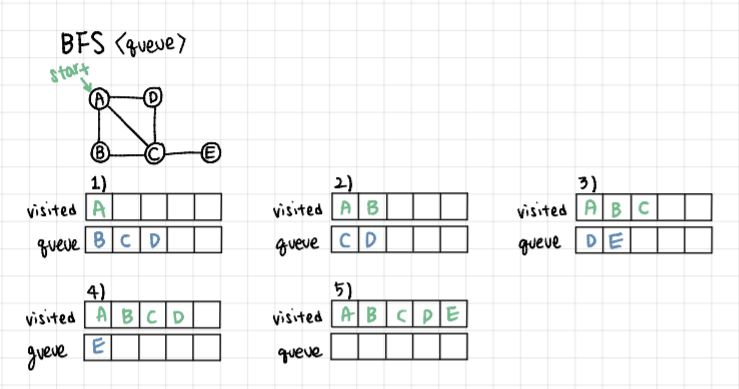 BFS <queue>
start
A D
B C E
1) 2) 3)
visited A visited A B visited A B C
queue B C D queue C D queue D E
4) 5)
visited A B C D visited A B C D E
queue E queue